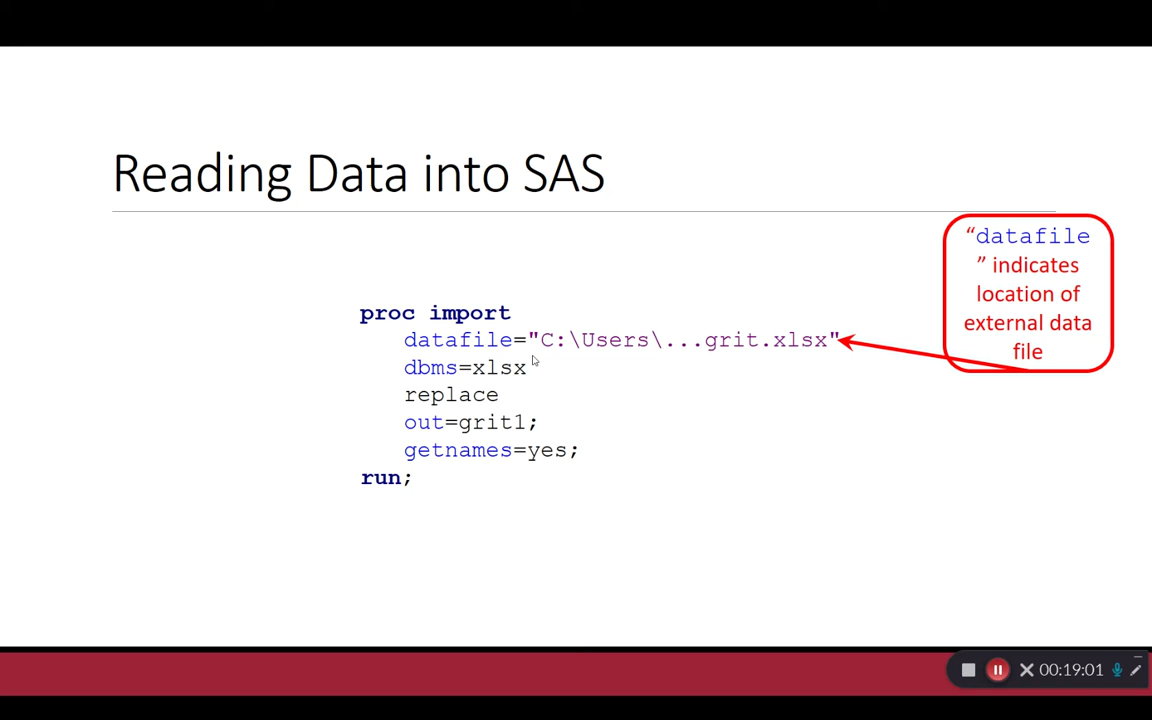 Reading Data into SAS
“datafile
” indicates
location of
external data
file
proc import
datafile="C:\Users\...grit.xlsx"
dbms=xlsx
replace
out=grit1;
getnames=yes;
run;
00:19:01